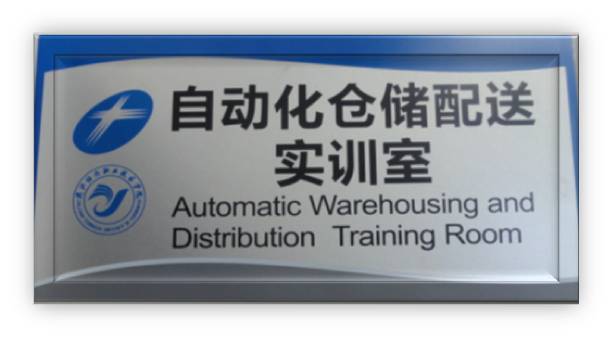 自动化仓储配送
实训室
Automatic Warehousing and
Distribution Training Room